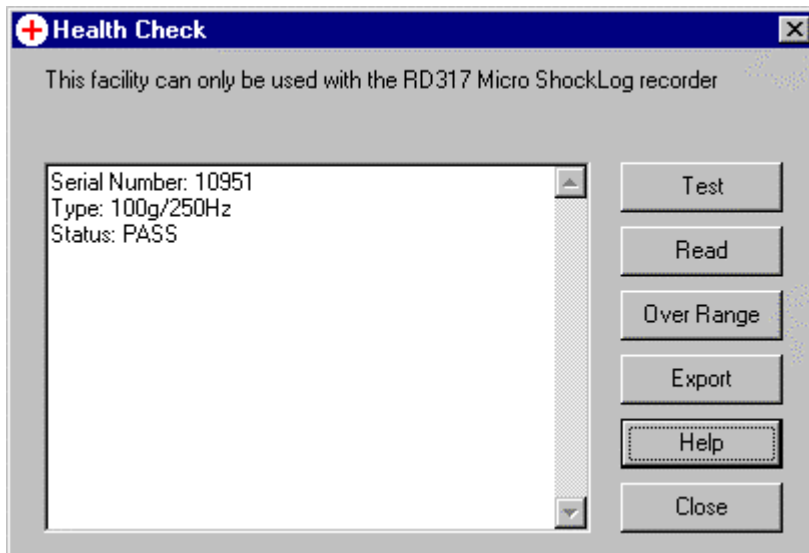 Health Check
This facility can only be used with the RD317 Micro ShockLog recorder
Serial Number: 10951
Type: 100g/250Hz
Status: PASS
Test
Read
Over Range
Export
Help
Close